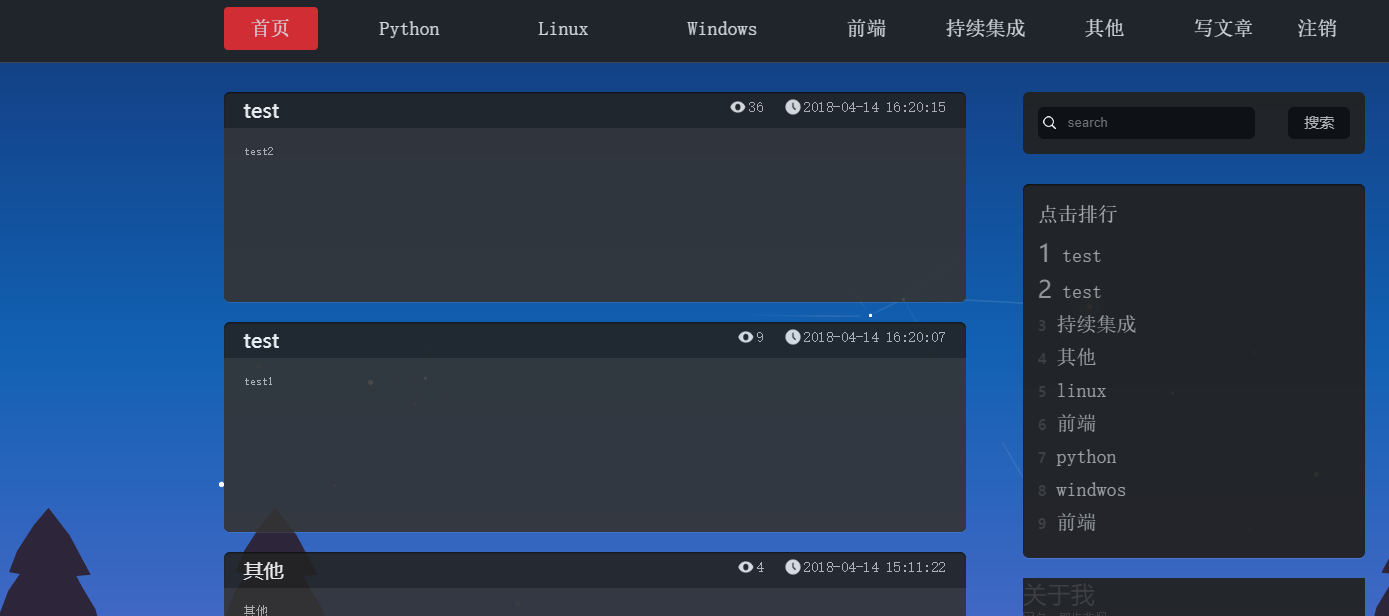 首页 Python Linux Windows 前端 持续集成 其他 写文章 注销
test 36 2018-04-14 16:20:15
test2
test 9 2018-04-14 16:20:07
test1
其他 4 2018-04-14 15:11:22
其他
search 搜索
点击排行
1 test
2 test
3 持续集成
4 其他
5 linux
6 前端
7 python
8 windwos
9 前端
关于我